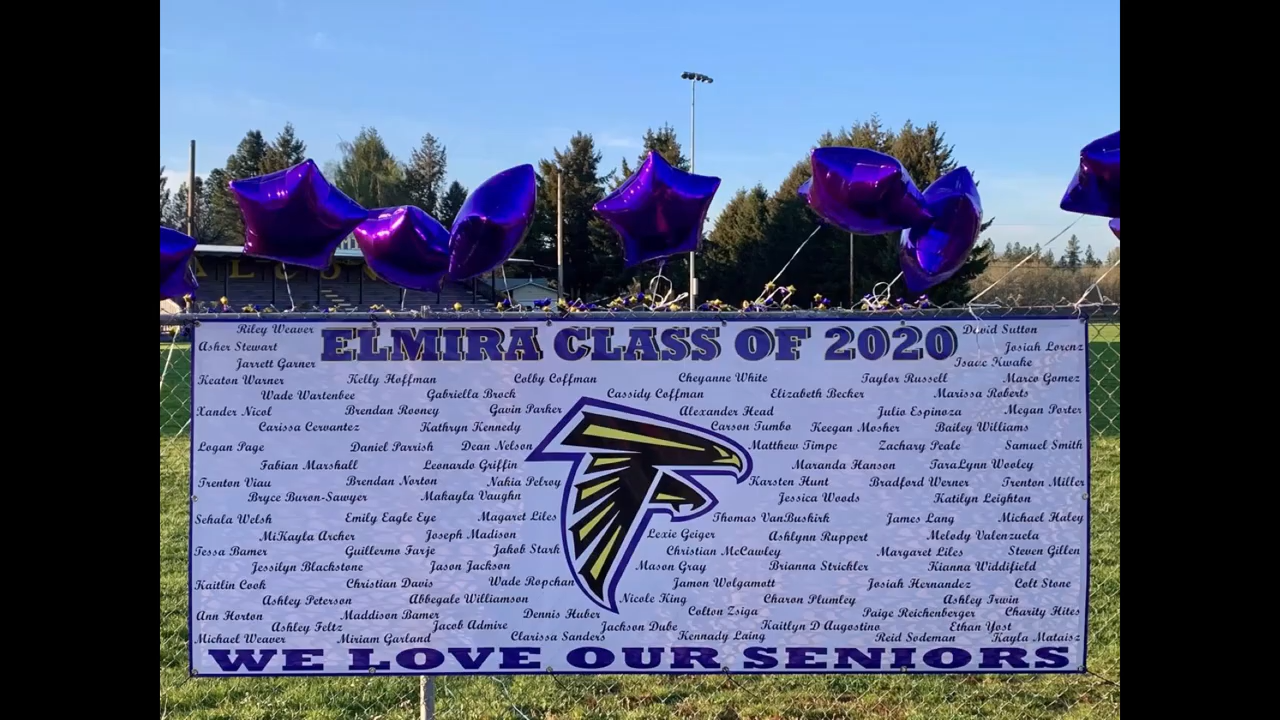 ALCON
Riley Weaver ELMIRA CLASS OF 2020 David Sutton
Asher Stewart Josiah Lorenz
Jarrett Garner Isaac Kwake
Keaton Warner Kelly Hoffman Colby Coffman Cheyanne White Taylor Russell Marco Gomez
Wade Wartenbee Gabriella Brock Cassidy Coffman Elizabeth Becker Marissa Roberts
Xander Nicol Brendan Rooney Gavin Parker Alexander Head Julio Espinoza Megan Porter
Carissa Cervantez Kathryn Kennedy Carson Tumbo Keegan Mosher Bailey Williams
Logan Page Daniel Parrish Dean Nelson Matthew Timpe Zachary Peale Samuel Smith
Fabian Marshall Leonardo Griffin Maranda Hanson TaraLynn Wooley
Trenton Viau Brendan Norton Nakia Pelroy Karsten Hunt Bradford Werner Trenton Miller
Bryce Buron-Sawyer Makayla Vaughn Jessica Woods Katilyn Leighton
Sehala Welsh Emily Eagle Eye Magaret Liles Thomas VanBuskirk James Lang Michael Haley
MiKayla Archer Joseph Madison Lexie Geiger Ashlynn Ruppert Melody Valenzuela
Tessa Bamer Guillermo Farje Jakob Stark Christian McCawley Margaret Liles Steven Gillen
Jessilyn Blackstone Jason Jackson Mason Gray Brianna Strickler Kianna Widdifield
Kaitlin Cook Christian Davis Wade Ropchan Jamon Wolgamott Josiah Hernandez Colt Stone
Ashley Peterson Abbegale Williamson Nicole King Charon Plumley Ashley Irwin
Ann Horton Maddison Bamer Dennis Huber Colton Zsiga Paige Reichenberger Charity Hites
Ashley Feltz Jacob Admire Jackson Dube Kaitlyn D Augostino Ethan Yost
Michael Weaver Miriam Garland Clarissa Sanders Kennady Laing Reid Sodeman Kayla Mataisz
WE LOVE OUR SENIORS